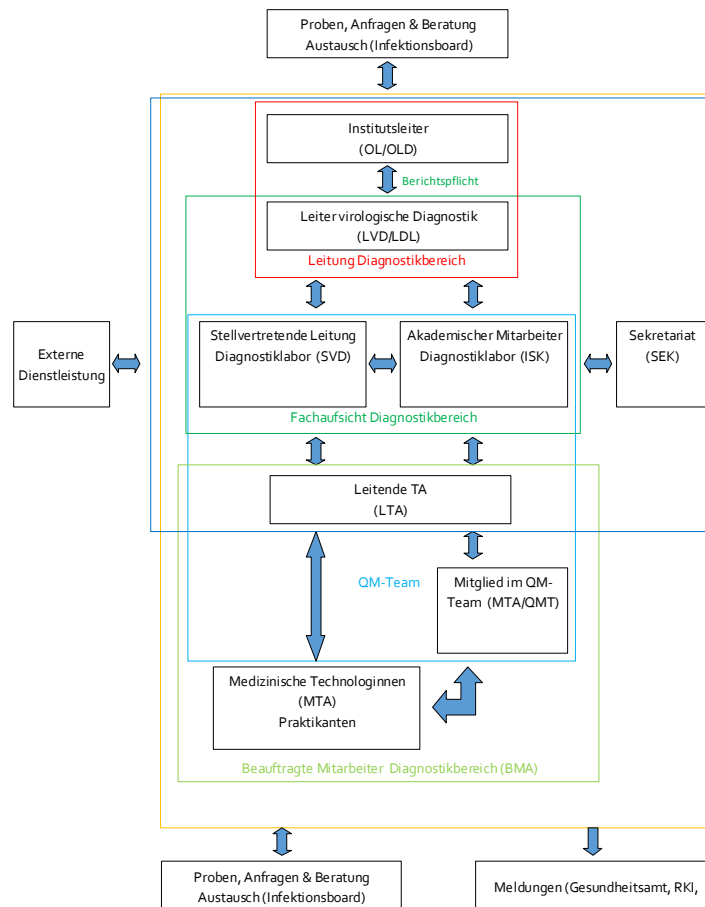 Proben, Anfragen & Beratung
Austausch (Infektionsboard)
Institutsleiter
(OL/OLD)
Berichtspflicht
Leiter virologische Diagnostik
(LVD/LDL)
Leitung Diagnostikbereich
Externe
Dienstleistung
Stellvertretende Leitung
Diagnostiklabor (SVD)
Akademischer Mitarbeiter
Diagnostiklabor (ISK)
Sekretariat
(SEK)
Fachaufsicht Diagnostikbereich
Leitende TA
(LTA)
QM-Team
Mitglied im QM-
Team (MTA/QMT)
Medizinische Technologinnen
(MTA)
Praktikanten
Beauftragte Mitarbeiter Diagnostikbereich (BMA)
Proben, Anfragen & Beratung
Austausch (Infektionsboard)
Meldungen (Gesundheitsamt, RKI,